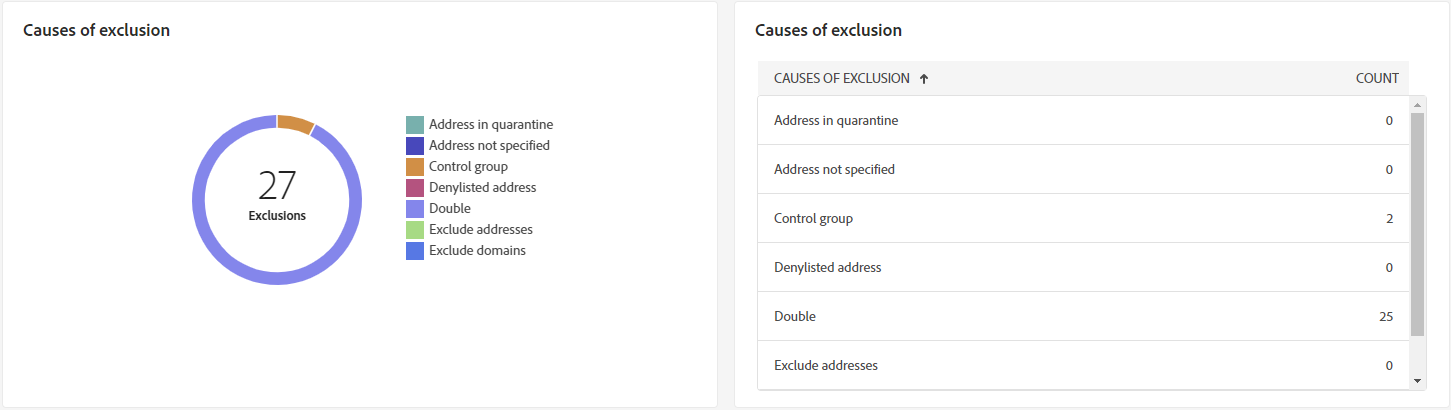 Causes of exclusion
27
Exclusions
Address in quarantine
Address not specified
Control group
Denylisted address
Double
Exclude addresses
Exclude domains
Causes of exclusion
CAUSES OF EXCLUSION ↑ COUNT
Address in quarantine 0
Address not specified 0
Control group 2
Denylisted address 0
Double 25
Exclude addresses 0